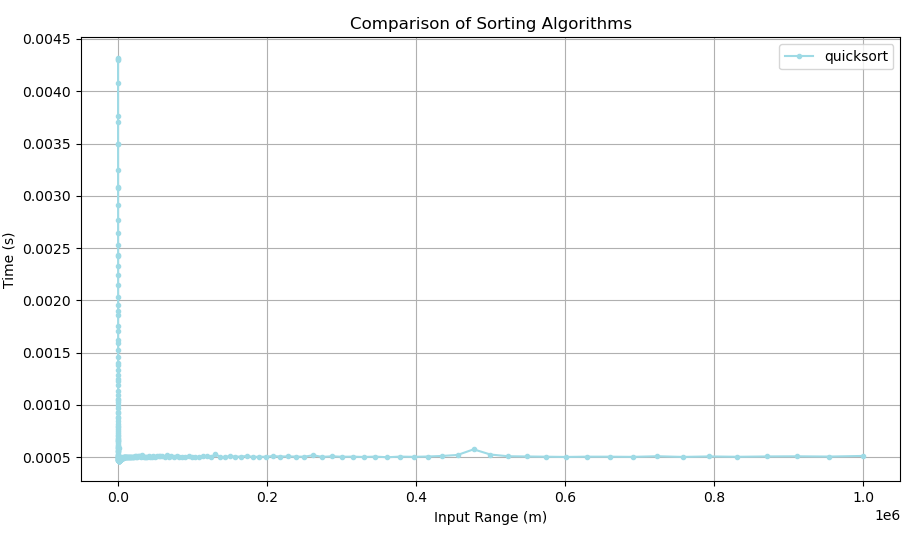 Comparison of Sorting Algorithms
quicksort
0.0045
0.0040
0.0035
0.0030
0.0025
0.0020
0.0015
0.0010
0.0005
Time (s)
0.0 0.2 0.4 0.6 0.8 1.0
1e6
Input Range (m)